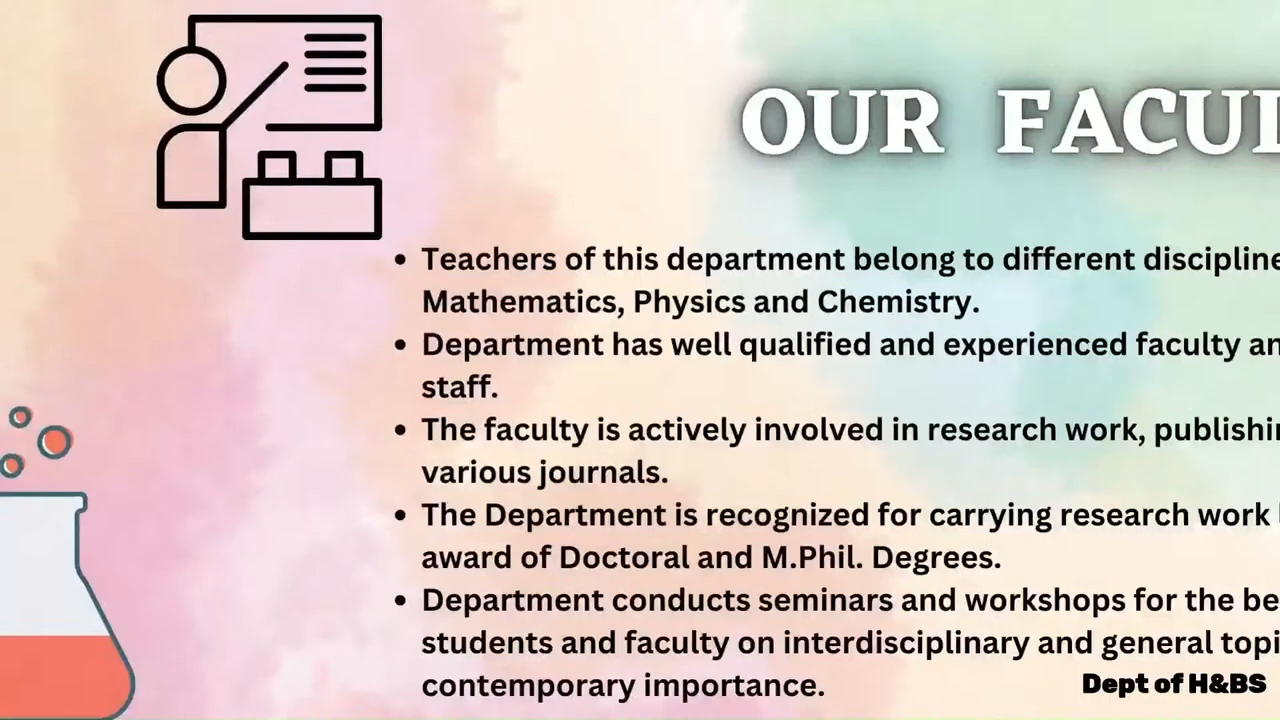 OUR FACUL
Teachers of this department belong to different discipline
Mathematics, Physics and Chemistry.
Department has well qualified and experienced faculty an
staff.
The faculty is actively involved in research work, publishin
various journals.
The Department is recognized for carrying research work
award of Doctoral and M.Phil. Degrees.
Department conducts seminars and workshops for the be
students and faculty on interdisciplinary and general topi
contemporary importance.
Dept of H&BS